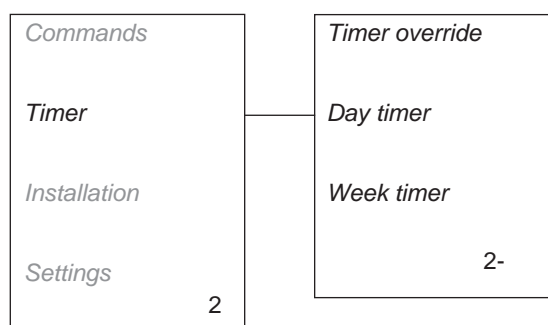 Commands
Timer
Installation
Settings
2
Timer override
Day timer
Week timer
2-